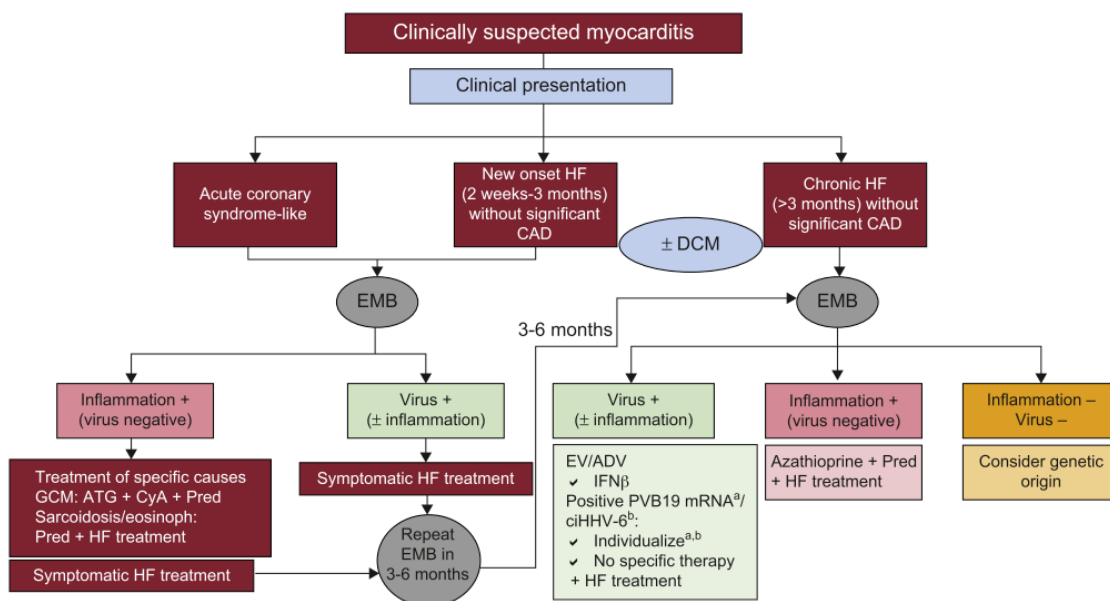 Clinically suspected myocarditis
Clinical presentation
Acute coronary
syndrome-like
New onset HF
(2 weeks-3 months)
without significant
CAD
± DCM
Chronic HF
(>3 months) without
significant CAD
EMB
EMB
3-6 months
Inflammation +
(virus negative)
Virus +
(± inflammation)
Virus +
(± inflammation)
Inflammation +
(virus negative)
Inflammation –
Virus –
Treatment of specific causes
GCM: ATG + CyA + Pred
Sarcoidosis/eosinoph:
Pred + HF treatment
Symptomatic HF treatment
Symptomatic HF treatment
Repeat
EMB in
3-6 months
EV/ADV
✔ IFNβ
Positive PVB19 mRNAᵃ/
ciHHV-6ᵇ:
✔ Individualizeᵃ,ᵇ
✔ No specific therapy
+ HF treatment
Azathioprine + Pred
+ HF treatment
Consider genetic
origin